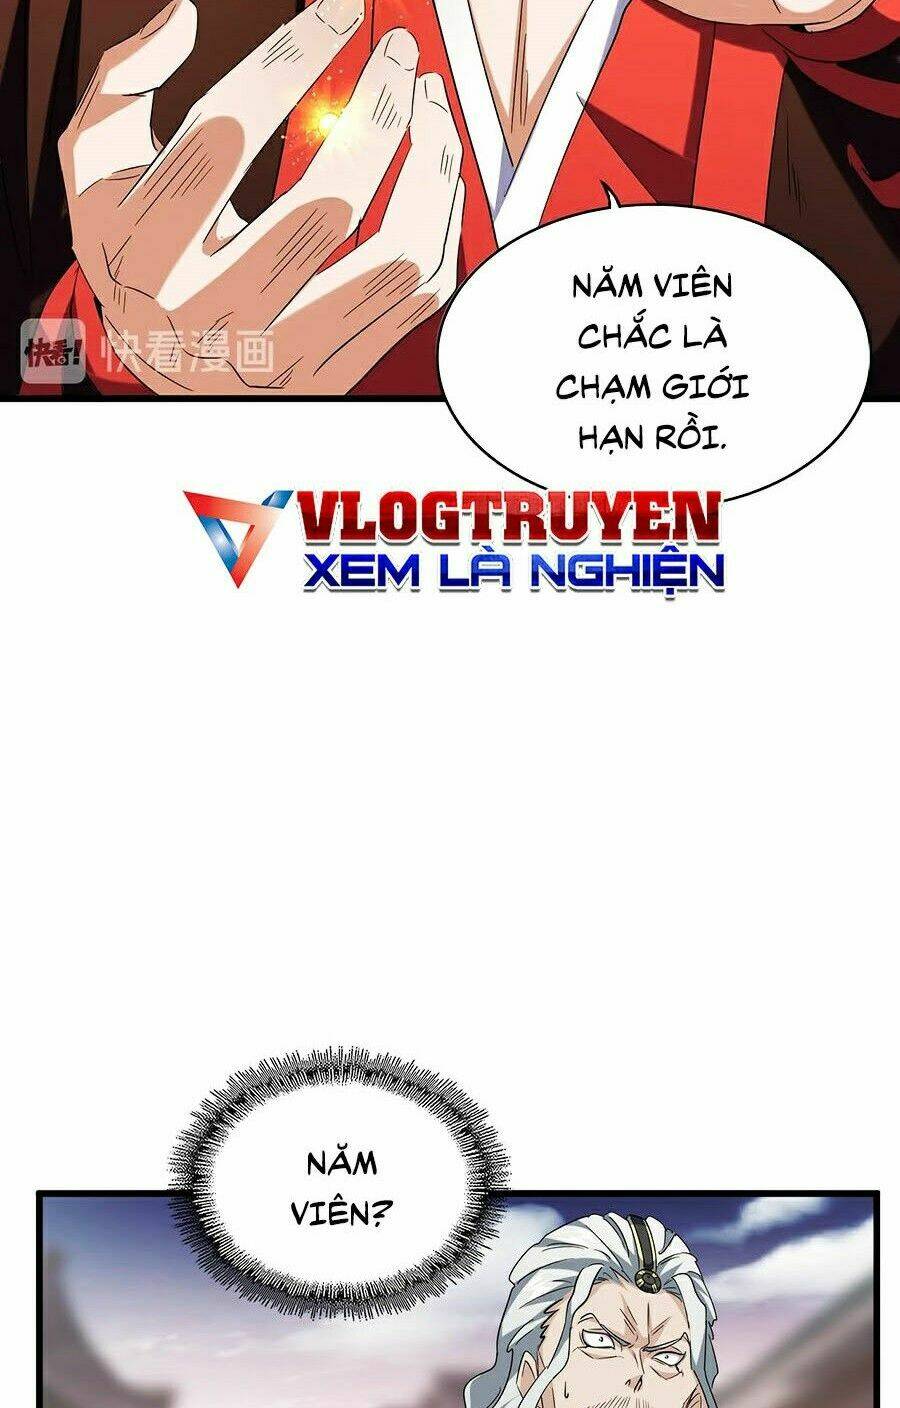 NĂM VIÊN
CHẮC LÀ
CHẠM GIỚI
HẠN RỒI.
快看!
快看漫画
VLOGTRUYEN
XEM LÀ NGHIỆN
NĂM
VIÊN?